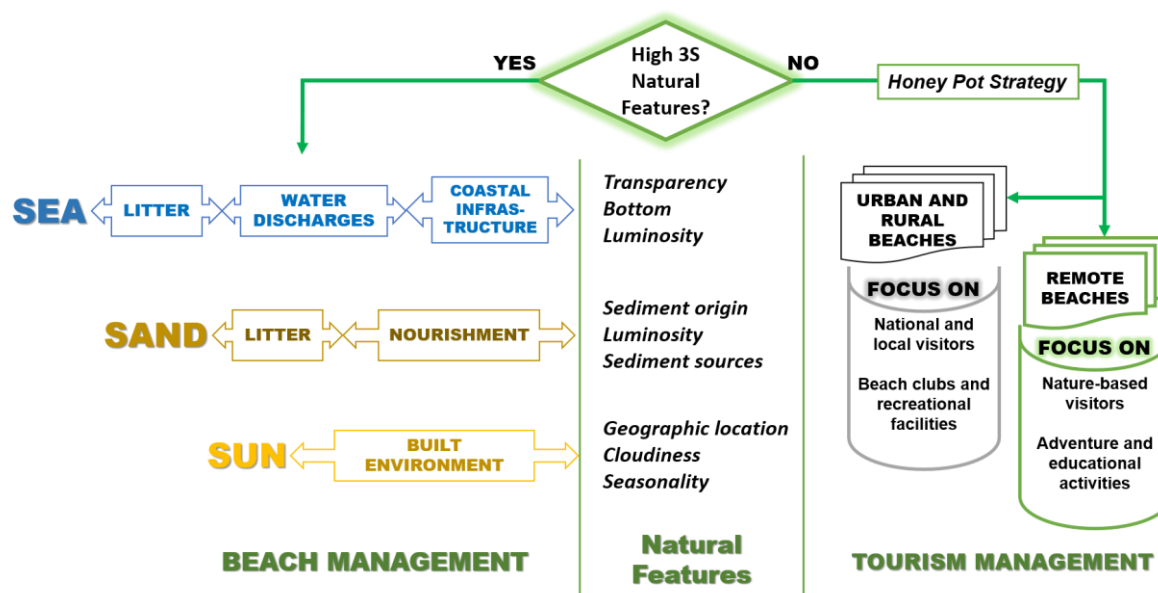 High 3S
Natural
Features?
YES
NO
Honey Pot Strategy
SEA
LITTER
WATER
DISCHARGES
COASTAL
INFRAS-
TRUCTURE
Transparency
Bottom
Luminosity
SAND
LITTER
NOURISHMENT
Sediment origin
Luminosity
Sediment sources
SUN
BUILT
ENVIRONMENT
Geographic location
Cloudiness
Seasonality
URBAN AND
RURAL
BEACHES
FOCUS ON
National and
local visitors
Beach clubs and
recreational
facilities
REMOTE
BEACHES
FOCUS ON
Nature-based
visitors
Adventure and
educational
activities
BEACH MANAGEMENT
Natural
Features
TOURISM MANAGEMENT